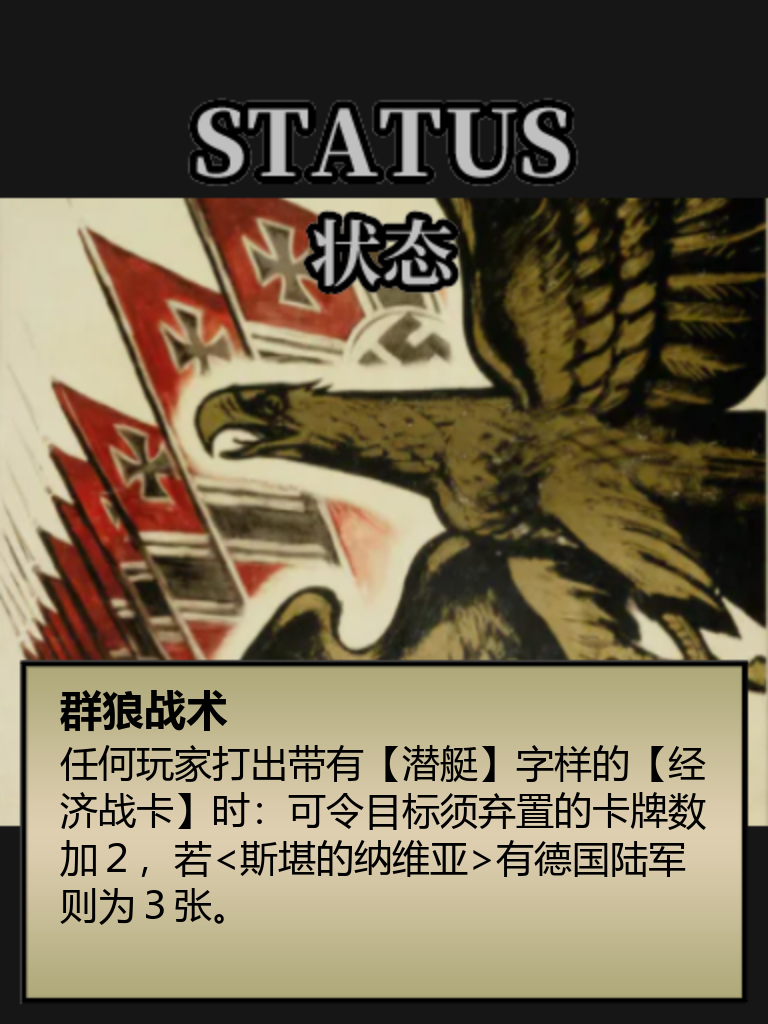 STATUS
状态
群狼战术
任何玩家打出带有【潜艇】字样的【经
济战卡】时：可令目标须弃置的卡牌数
加２，若<斯堪的纳维亚>有德国陆军
则为３张。